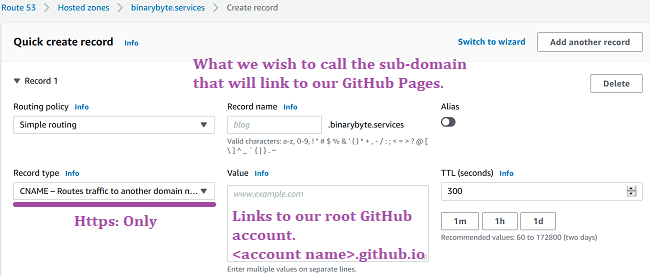 Route 53 > Hosted zones > binarybyte.services > Create record
Quick create record Info
Switch to wizard
Add another record
What we wish to call the sub-domain
that will link to our GitHub Pages.
▼ Record 1
Delete
Routing policy Info
Simple routing
Record name Info
blog
.binarybyte.services
Valid characters: a-z, 0-9, ! " # $ % & ' ( ) * + , - / : ; < = > ? @ [
\ ] ^ _ ` { | } . ~
Alias
Record type Info
CNAME – Routes traffic to another domain n...
Https: Only
Value Info
www.example.com
Links to our root GitHub
account.
<account name>.github.io
Enter multiple values on separate lines.
TTL (seconds) Info
300
1m
1h
1d
Recommended values: 60 to 172800 (two days)